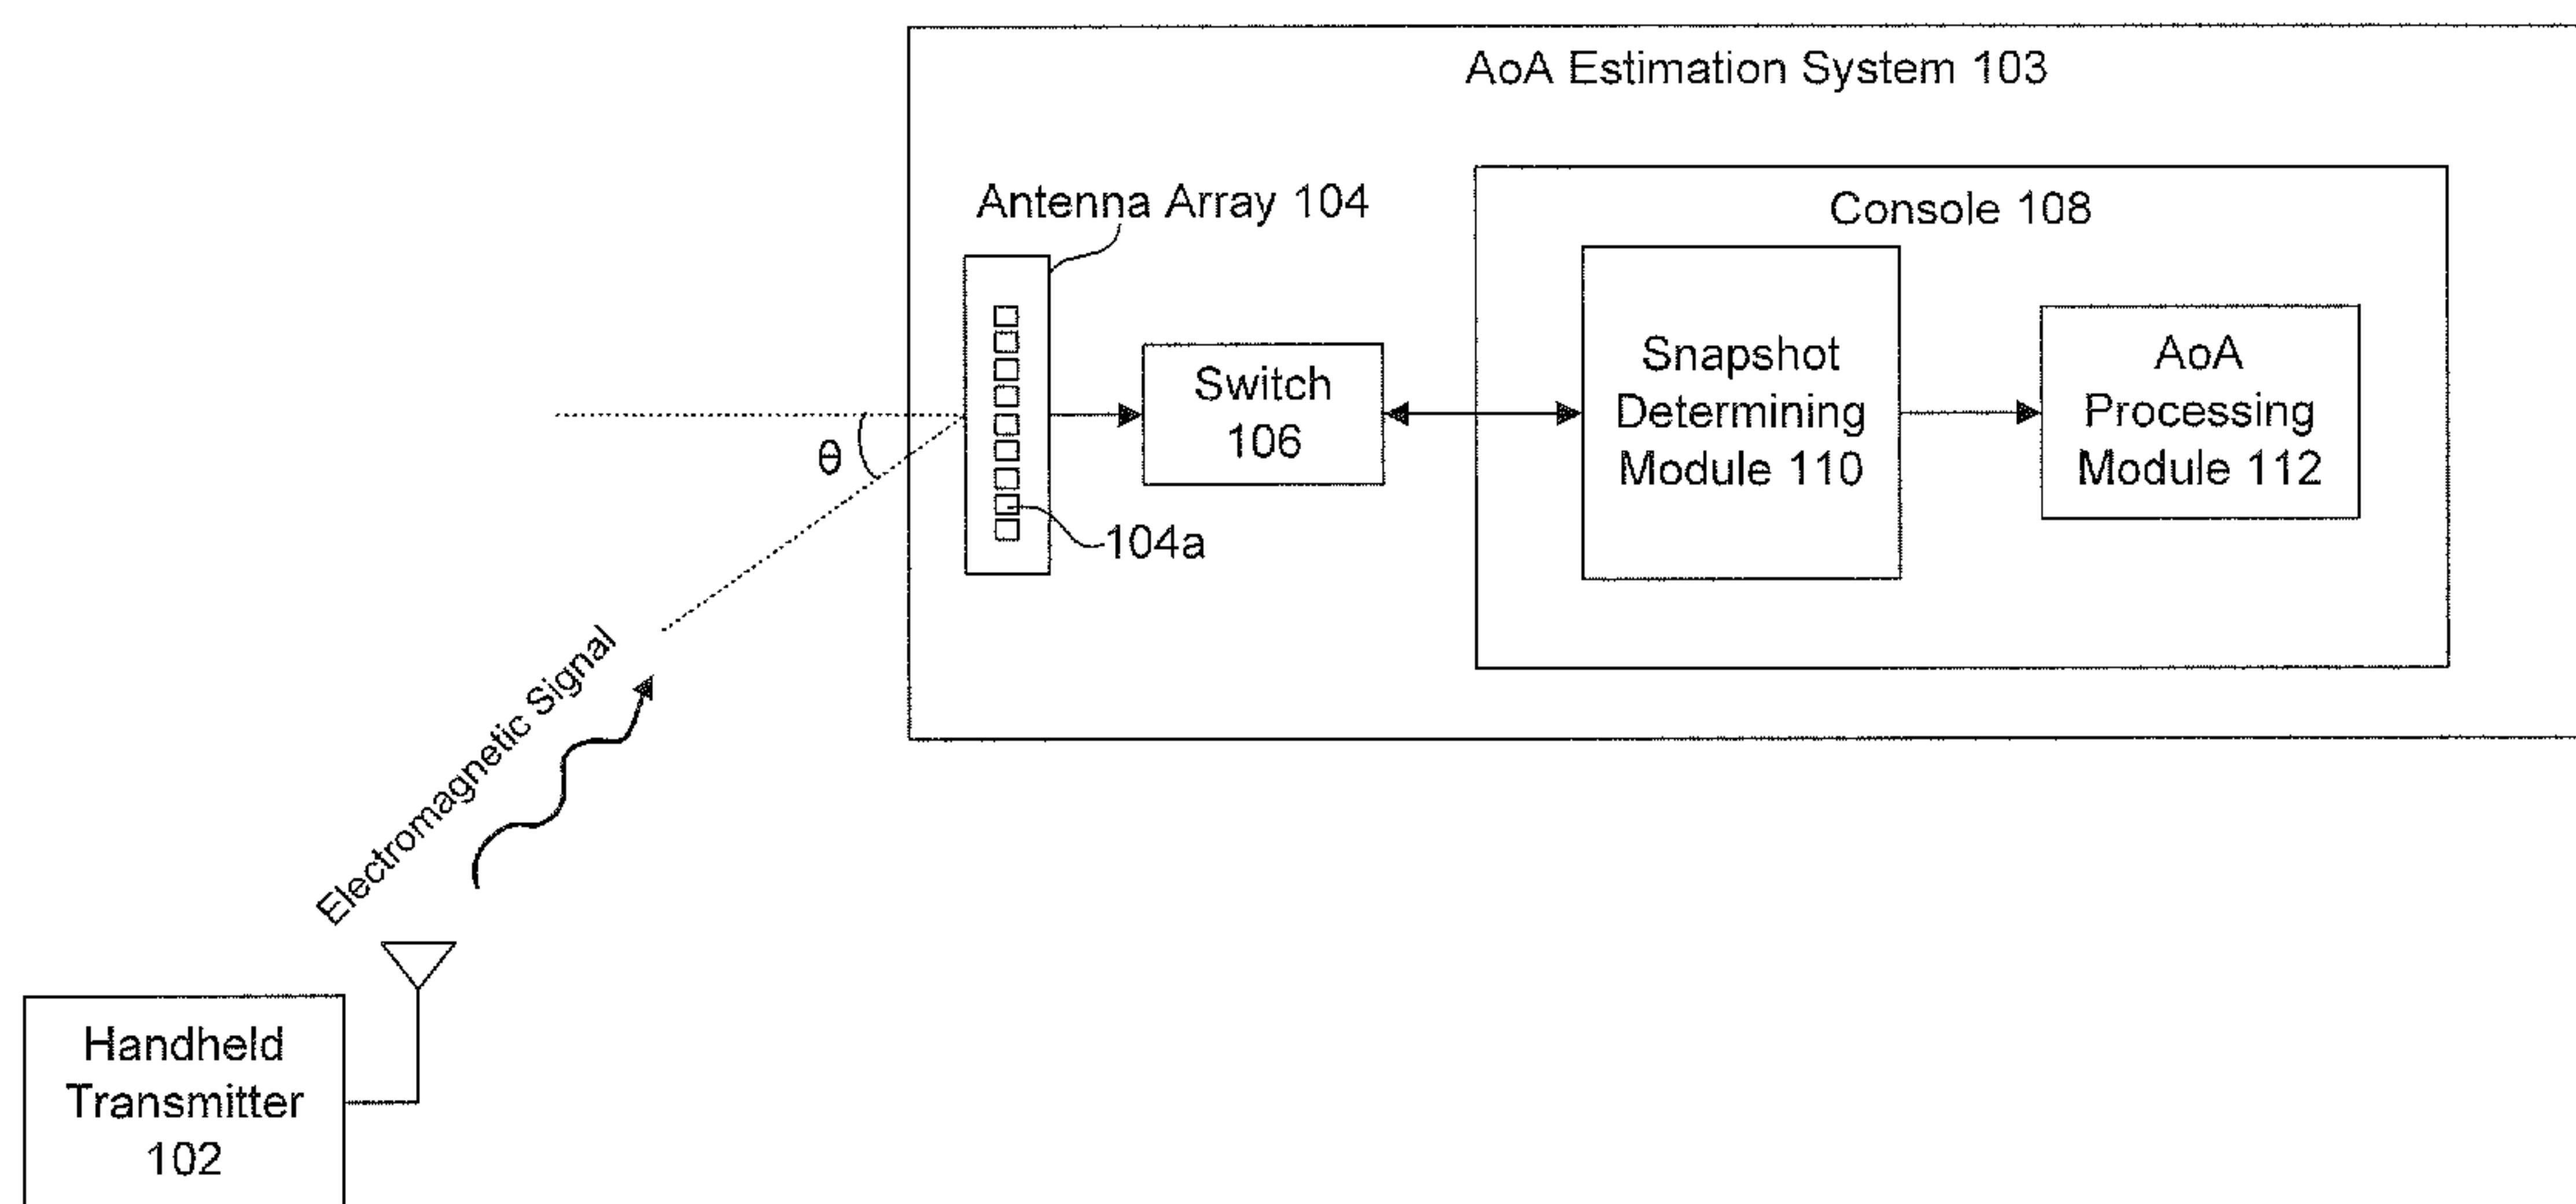 AoA Estimation System 103
Antenna Array 104
Console 108
Switch
106
Snapshot
Determining
Module 110
AoA
Processing
Module 112
θ
104a
Electromagnetic Signal
Handheld
Transmitter
102